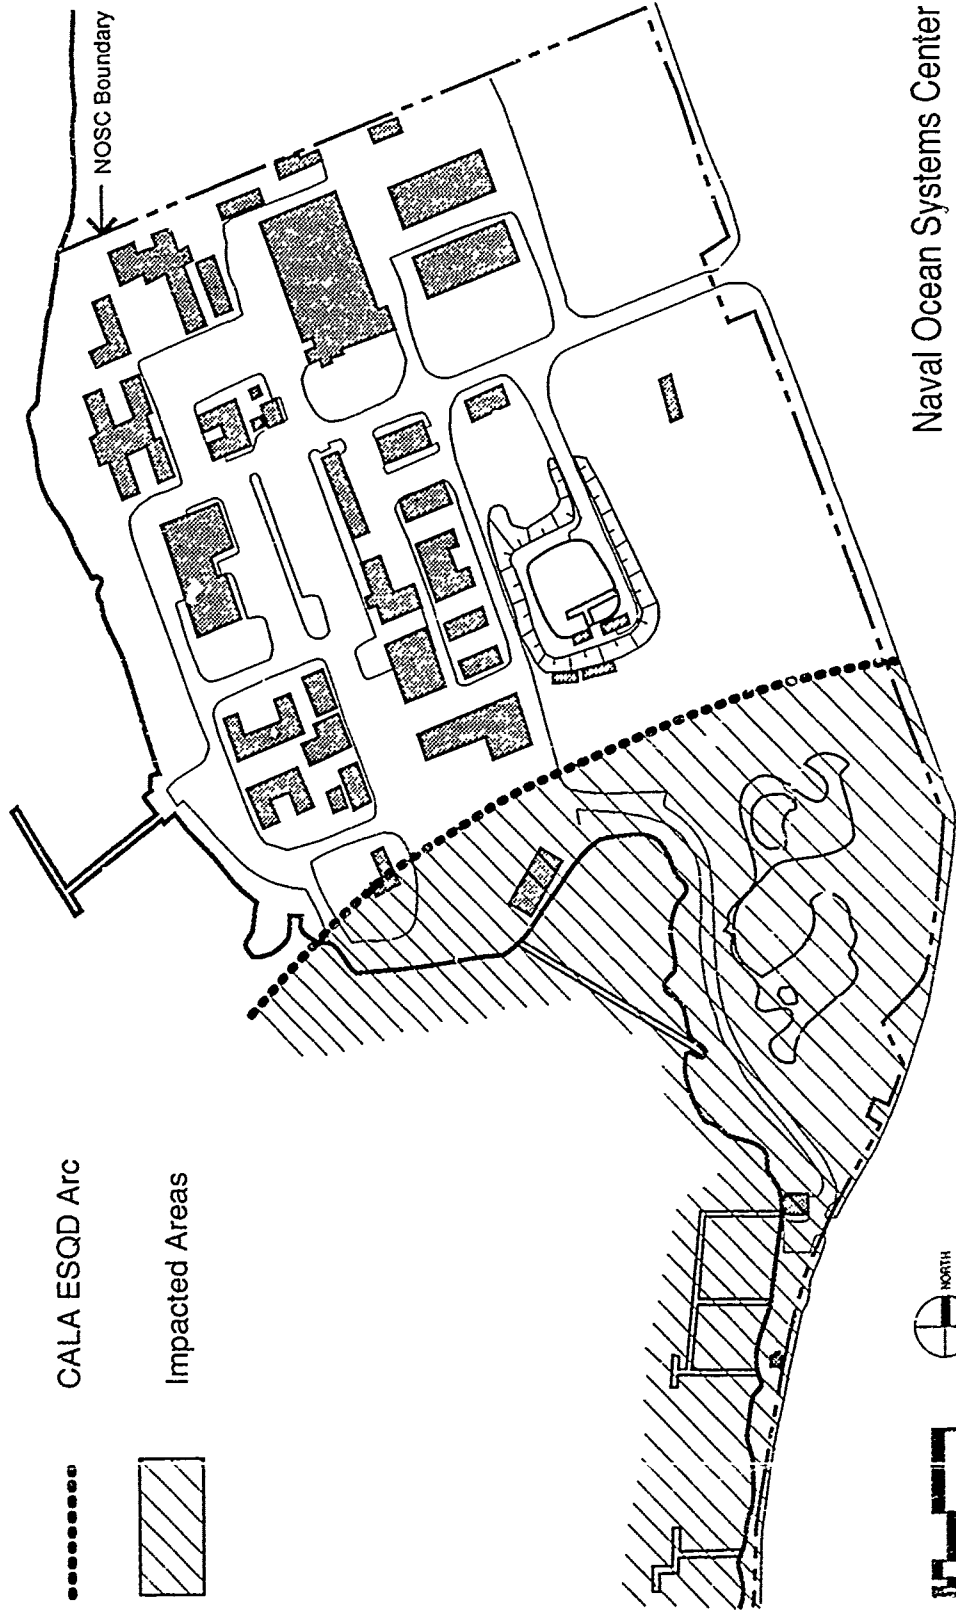 CALA ESQD Arc
Impacted Areas
NOSC Boundary
NORTH
Naval Ocean Systems Center